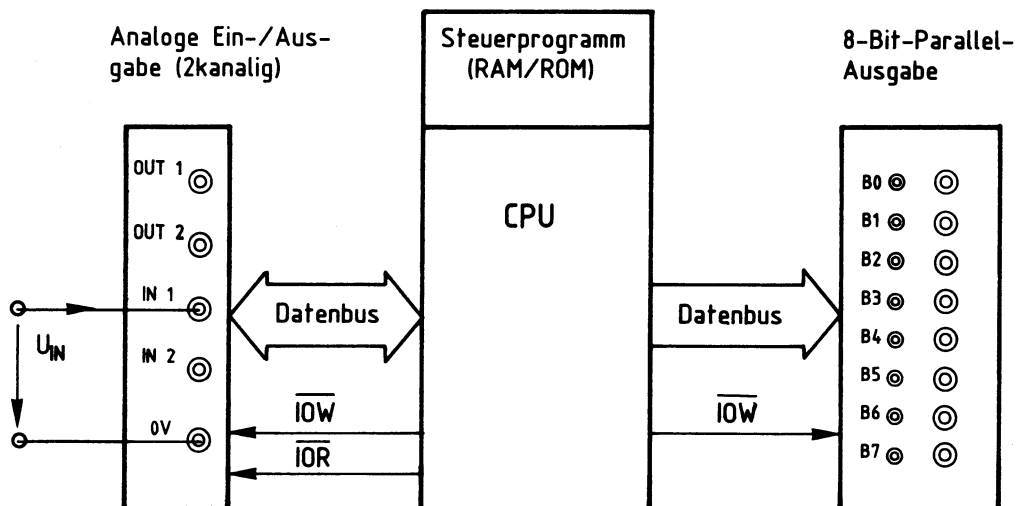 Analoge Ein-/Aus-
gabe (2kanalig)
OUT 1
OUT 2
IN 1
IN 2
0V
U_IN
Steuerprogramm
(RAM/ROM)
CPU
Datenbus
IOW
IOR
Datenbus
IOW
8-Bit-Parallel-
Ausgabe
B0
B1
B2
B3
B4
B5
B6
B7